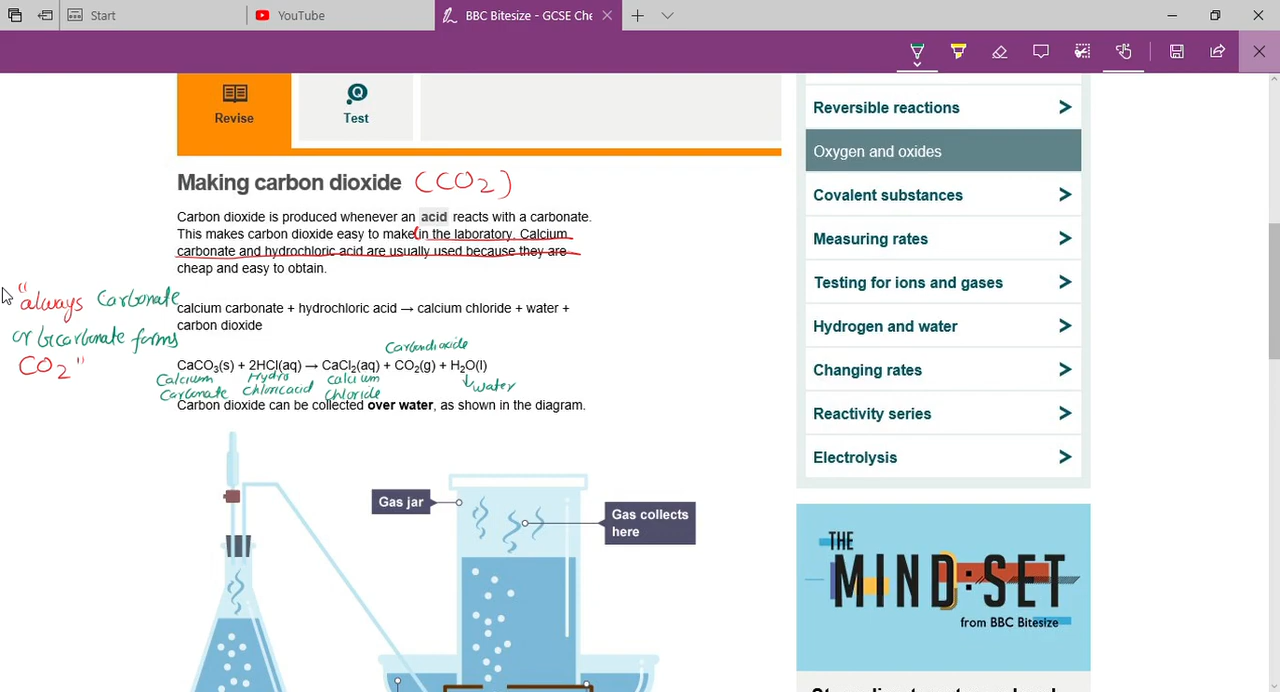 Start
YouTube
BBC Bitesize - GCSE Che
Revise
Test
Reversible reactions
Oxygen and oxides
Covalent substances
Measuring rates
Testing for ions and gases
Hydrogen and water
Changing rates
Reactivity series
Electrolysis
Making carbon dioxide (CO2)
Carbon dioxide is produced whenever an acid reacts with a carbonate.
This makes carbon dioxide easy to make (in the laboratory. Calcium
carbonate and hydrochloric acid are usually used because they are
cheap and easy to obtain.
"always Carbonate
or bicarbonate forms
CO2"
calcium carbonate + hydrochloric acid → calcium chloride + water +
carbon dioxide
Carbondioxide
CaCO₃(s) + 2HCl(aq) → CaCl₂(aq) + CO₂(g) + H₂O(l)
Calcium Carbonate
Hydro chloric acid
Calcium chloride
water
Carbon dioxide can be collected over water, as shown in the diagram.
Gas jar
Gas collects
here
THE
MIND:SET
from BBC Bitesize